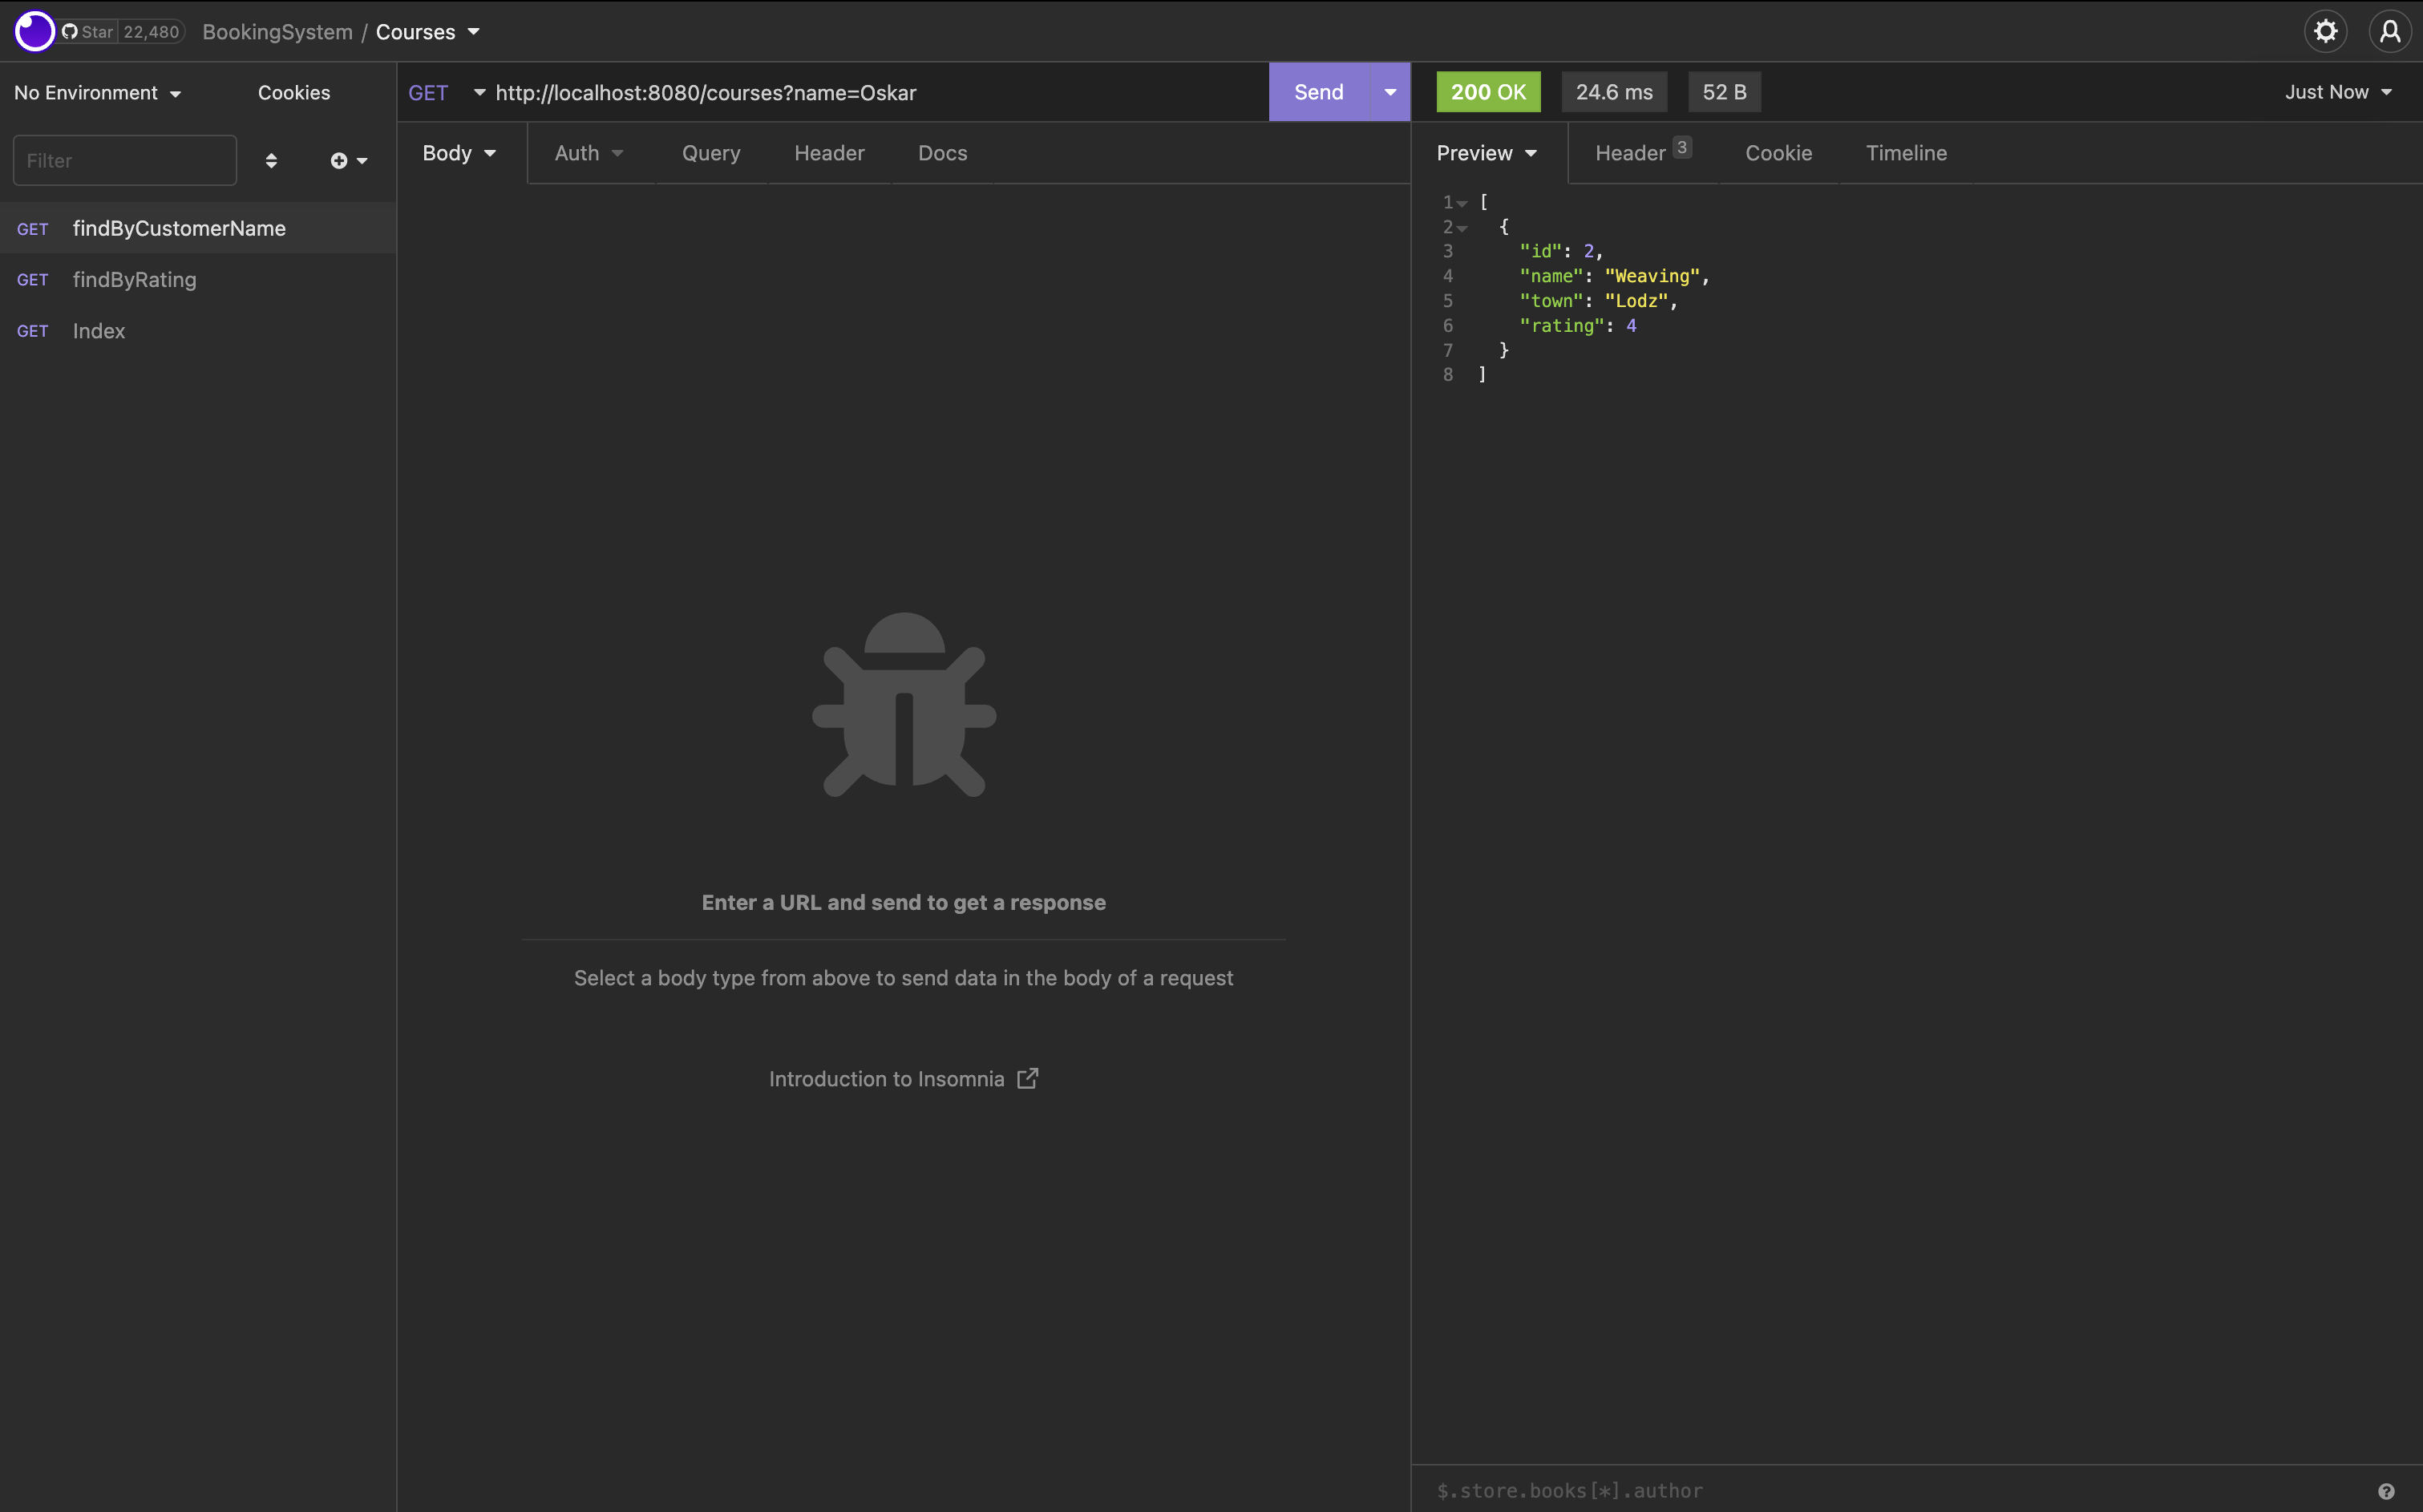 Star 22,480 BookingSystem / Courses
No Environment Cookies
Filter
GET findByCustomerName
GET findByRating
GET Index
GET http://localhost:8080/courses?name=Oskar Send
Body Auth Query Header Docs
Enter a URL and send to get a response
Select a body type from above to send data in the body of a request
Introduction to Insomnia
200 OK 24.6 ms 52 B Just Now
Preview Header 3 Cookie Timeline
1 [
2 {
3 "id": 2,
4 "name": "Weaving",
5 "town": "Lodz",
6 "rating": 4
7 }
8 ]
$.store.books[*].author ?